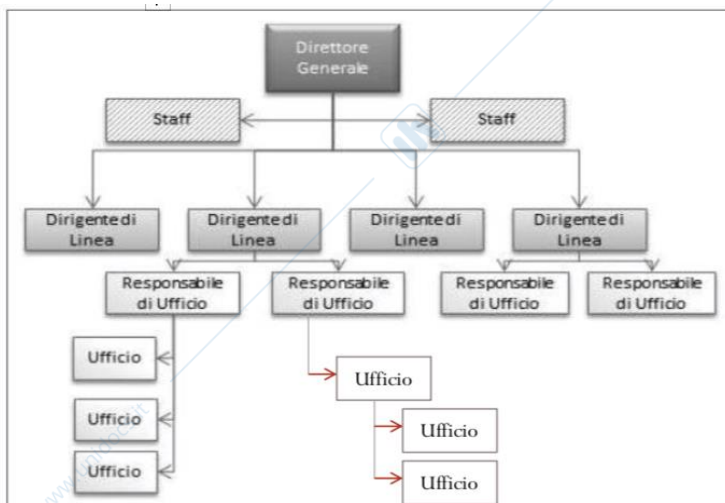 Direttore
Generale
Staff
Staff
Dirigente di
Linea
Dirigente di
Linea
Dirigente di
Linea
Dirigente di
Linea
Responsabile
di Ufficio
Responsabile
di Ufficio
Responsabile
di Ufficio
Responsabile
di Ufficio
Ufficio
Ufficio
Ufficio
Ufficio
Ufficio
Ufficio